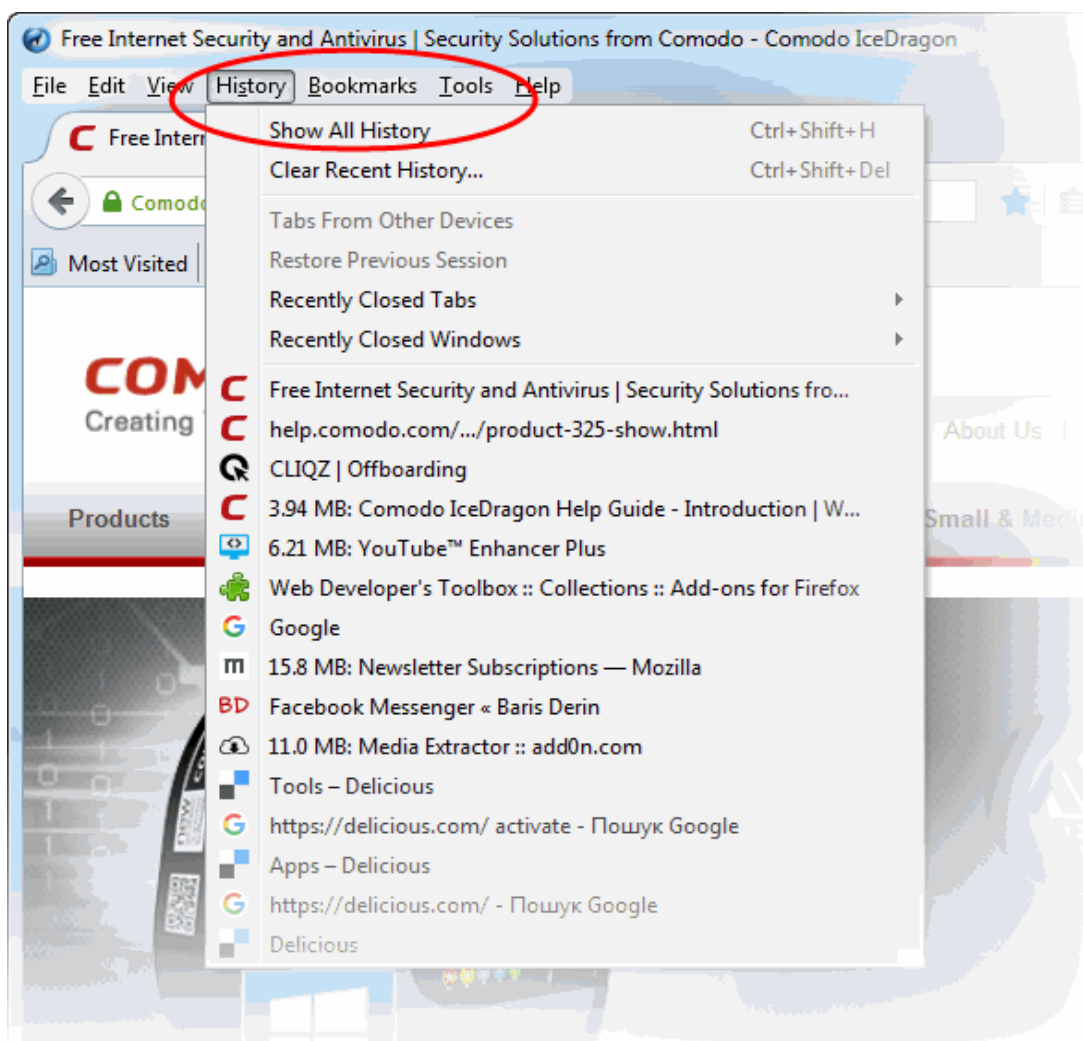 Free Internet Security and Antivirus | Security Solutions from Comodo - Comodo IceDragon
File Edit View History Bookmarks Tools Help
Free Intern
Show All History Ctrl+Shift+H
Clear Recent History... Ctrl+Shift+Del
Comodo
Tabs From Other Devices
Most Visited
Restore Previous Session
Recently Closed Tabs
Recently Closed Windows
COM
Creating
Free Internet Security and Antivirus | Security Solutions fro...
help.comodo.com/.../product-325-show.html
About Us |
CLIQZ | Offboarding
Products
3.94 MB: Comodo IceDragon Help Guide - Introduction | W...
Small & Medi
6.21 MB: YouTube™ Enhancer Plus
Web Developer's Toolbox :: Collections :: Add-ons for Firefox
Google
15.8 MB: Newsletter Subscriptions — Mozilla
BD Facebook Messenger « Baris Derin
11.0 MB: Media Extractor :: add0n.com
Tools – Delicious
https://delicious.com/ activate - Пошук Google
Apps – Delicious
https://delicious.com/ - Пошук Google
Delicious
new